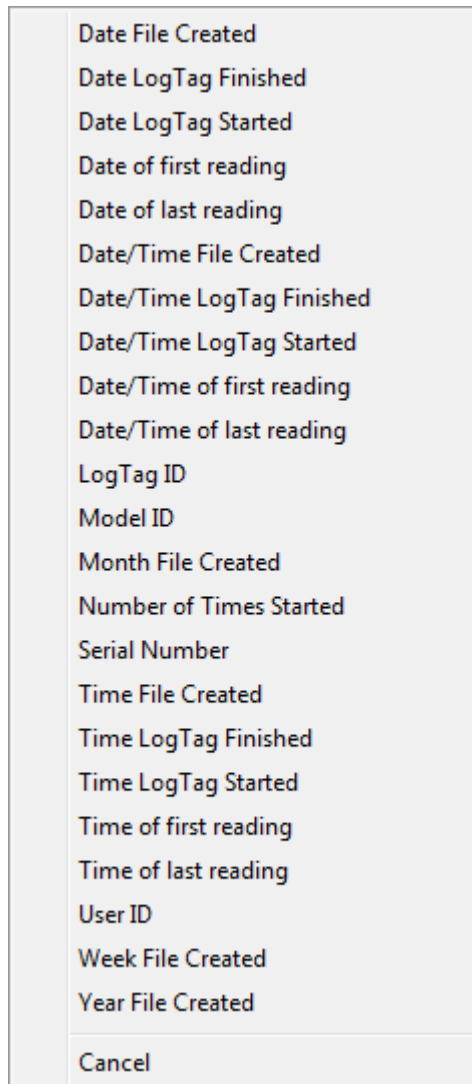 Date File Created
Date LogTag Finished
Date LogTag Started
Date of first reading
Date of last reading
Date/Time File Created
Date/Time LogTag Finished
Date/Time LogTag Started
Date/Time of first reading
Date/Time of last reading
LogTag ID
Model ID
Month File Created
Number of Times Started
Serial Number
Time File Created
Time LogTag Finished
Time LogTag Started
Time of first reading
Time of last reading
User ID
Week File Created
Year File Created
Cancel